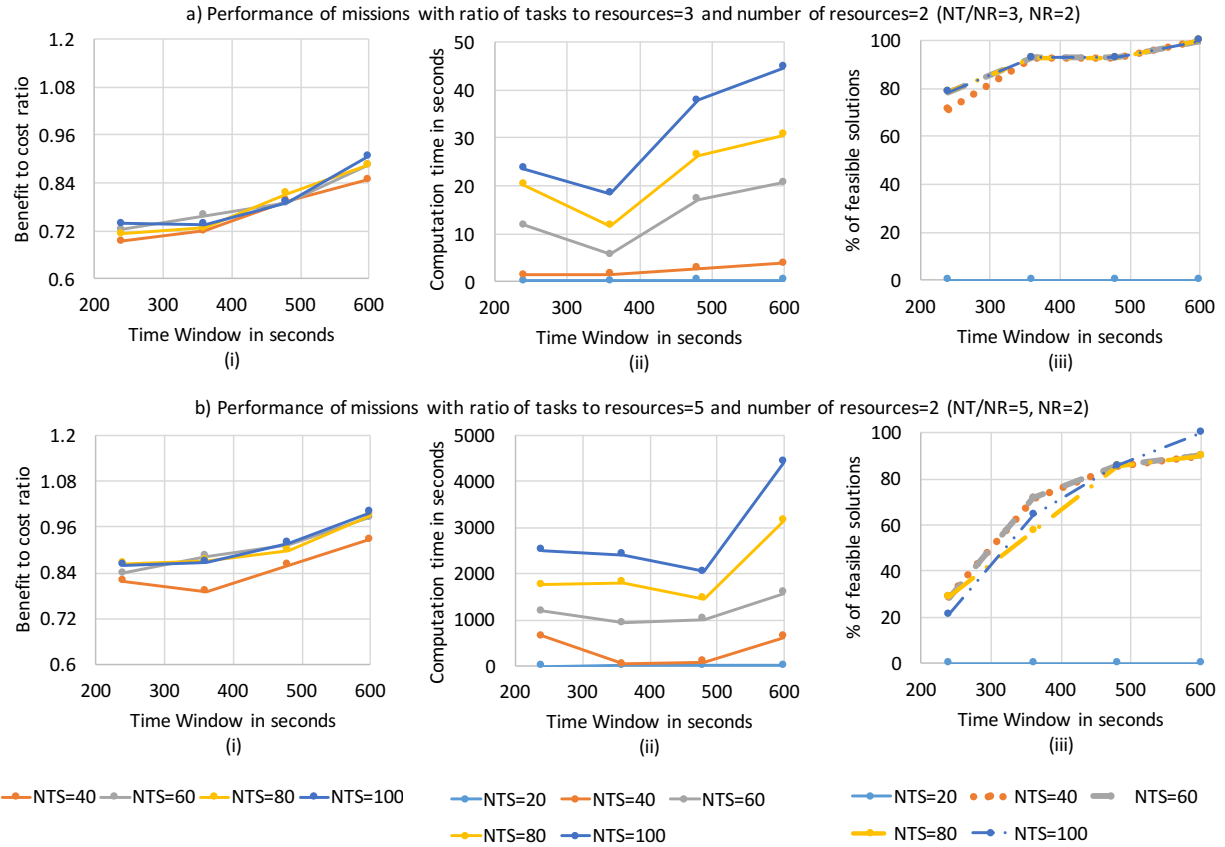 a) Performance of missions with ratio of tasks to resources=3 and number of resources=2 (NT/NR=3, NR=2)
Benefit to cost ratio
1.2
1.08
0.96
0.84
0.72
0.6
200 300 400 500 600
Time Window in seconds
(i)
Computation time in seconds
50
40
30
20
10
0
200 300 400 500 600
Time Window in seconds
(ii)
% of feasible solutions
100
80
60
40
20
0
200 300 400 500 600
Time Window in seconds
(iii)
b) Performance of missions with ratio of tasks to resources=5 and number of resources=2 (NT/NR=5, NR=2)
Benefit to cost ratio
1.2
1.08
0.96
0.84
0.72
0.6
200 300 400 500 600
Time Window in seconds
(i)
Computation time in seconds
5000
4000
3000
2000
1000
0
200 300 400 500 600
Time Window in seconds
(ii)
% of feasible solutions
100
80
60
40
20
0
200 300 400 500 600
Time Window in seconds
(iii)
NTS=40 NTS=60 NTS=80 NTS=100
NTS=20 NTS=40 NTS=60
NTS=80 NTS=100
NTS=20 NTS=40 NTS=60
NTS=80 NTS=100